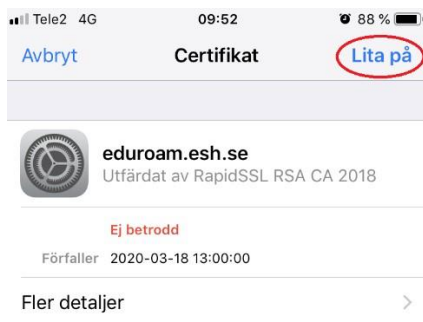 Tele2 4G 09:52 88 %
Avbryt Certifikat Lita på
eduroam.esh.se
Utfärdat av RapidSSL RSA CA 2018
Ej betrodd
Förfaller 2020-03-18 13:00:00
Fler detaljer